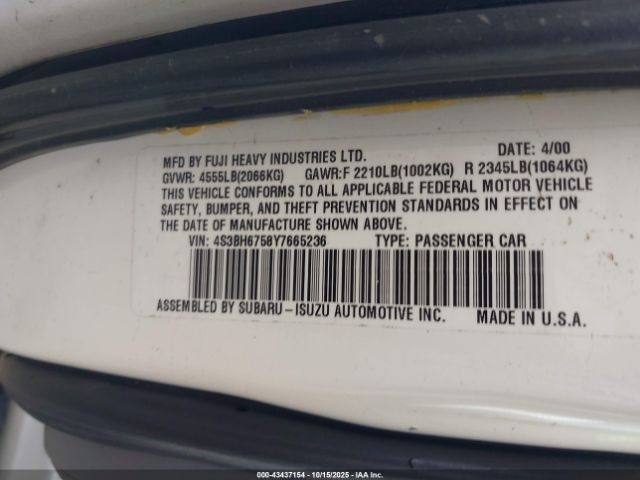 MFD BY FUJI HEAVY INDUSTRIES LTD. DATE: 4/00
GVWR: 4555LB(2066KG) GAWR:F 2210LB(1002KG) R 2345LB(1064KG)
THIS VEHICLE CONFORMS TO ALL APPLICABLE FEDERAL MOTOR VEHICLE
SAFETY, BUMPER, AND THEFT PREVENTION STANDARDS IN EFFECT ON
THE DATE OF MANUFACTURE SHOWN ABOVE.
VIN: 4S3BH6758Y7665236 TYPE: PASSENGER CAR
ASSEMBLED BY SUBARU-ISUZU AUTOMOTIVE INC. MADE IN U.S.A.
000-43437154 - 10/15/2025 - IAA Inc.